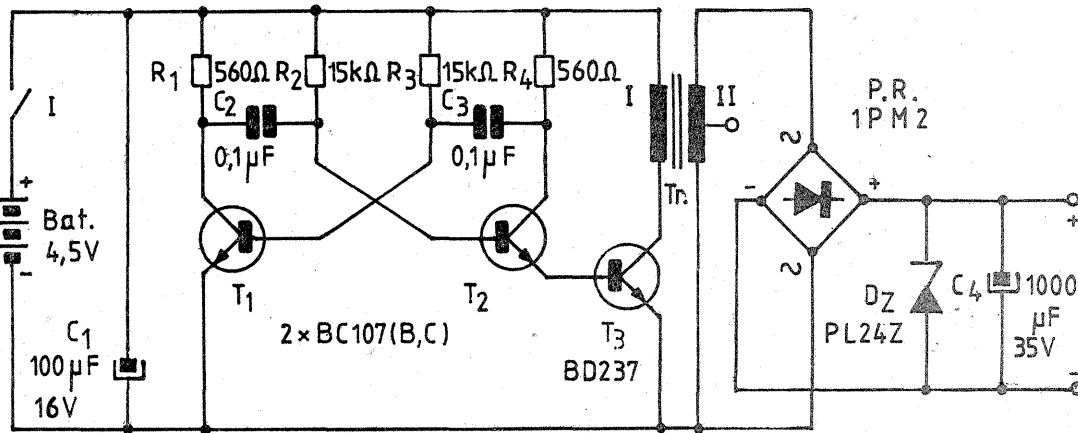 R1 560Ω R2 15kΩ R3 15kΩ R4 560Ω
C2 0,1µF
C3 0,1µF
I
+
Bat.
4,5V
-
C1
100µF
16V
T1
T2
2×BC107(B,C)
T3
BD237
I
II
Tr.
P.R.
1PM2
~
-
+
~
DZ
PL24Z
C4
1000
µF
35V
+
-